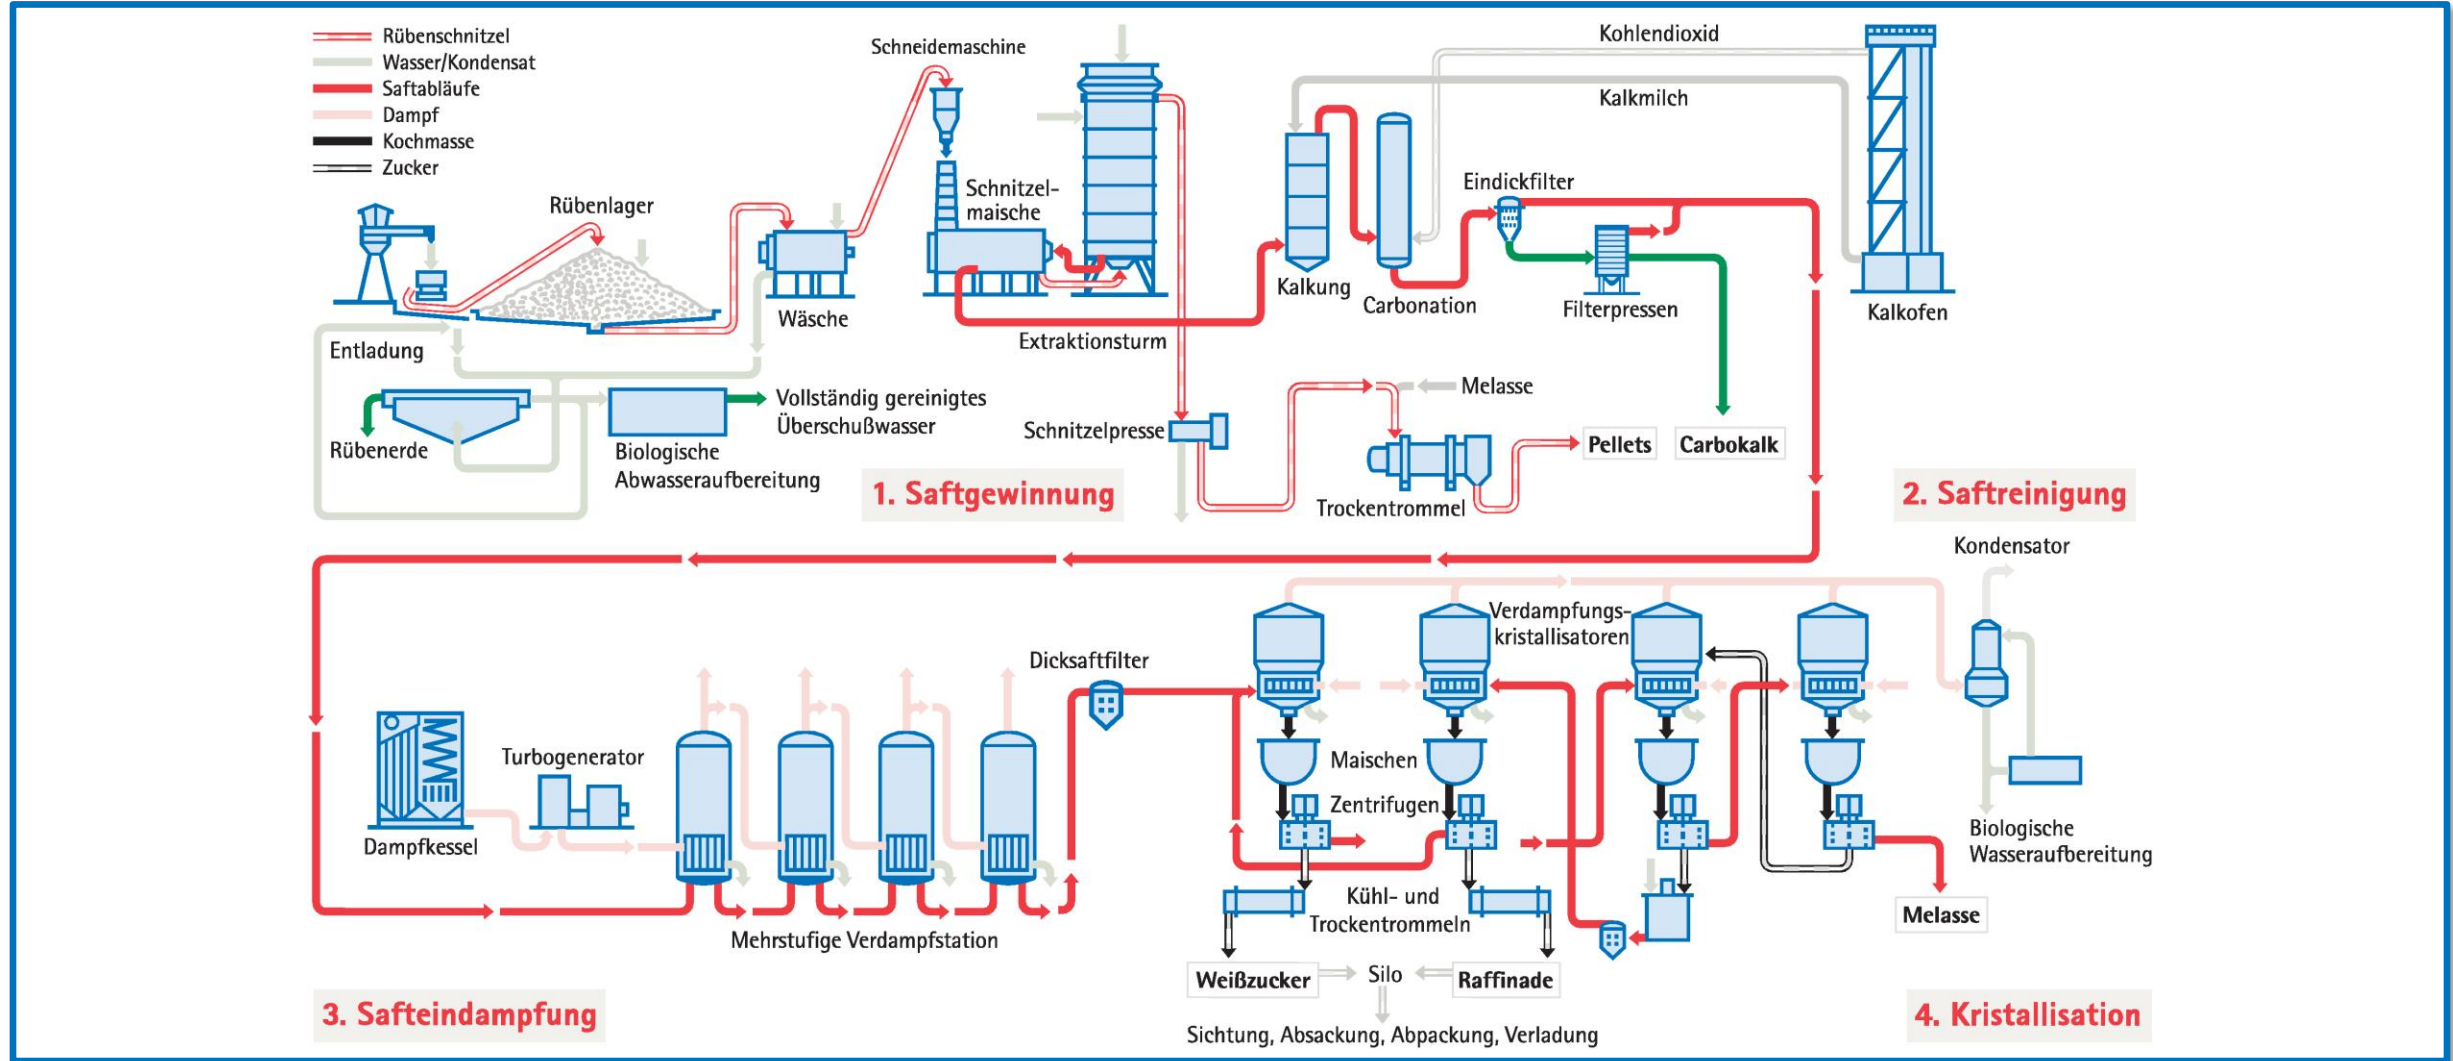 Rübenschnitzel
Wasser/Kondensat
Saftabläufe
Dampf
Kochmasse
Zucker
Schneidemaschine
Kohlendioxid
Kalkmilch
Rübenlager
Schnitzel-
maische
Eindickfilter
Entladung
Wäsche
Extraktionsturm
Kalkung
Carbonation
Filterpressen
Kalkofen
Rübenerde
Biologische
Abwasseraufbereitung
Vollständig gereinigtes
Überschußwasser
Schnitzelpresse
Melasse
Trockentrommel
Pellets
Carbokalk
1. Saftgewinnung
2. Saftreinigung
Kondensator
Verdampfungs-
kristallisatoren
Dicksaftfilter
Turbogenerator
Dampfkessel
Mehrstufige Verdampfstation
Maischen
Zentrifugen
Kühl- und
Trockentrommeln
Biologische
Wasseraufbereitung
Melasse
Weißzucker
Silo
Raffinade
Sichtung, Absackung, Abpackung, Verladung
3. Safteindampfung
4. Kristallisation